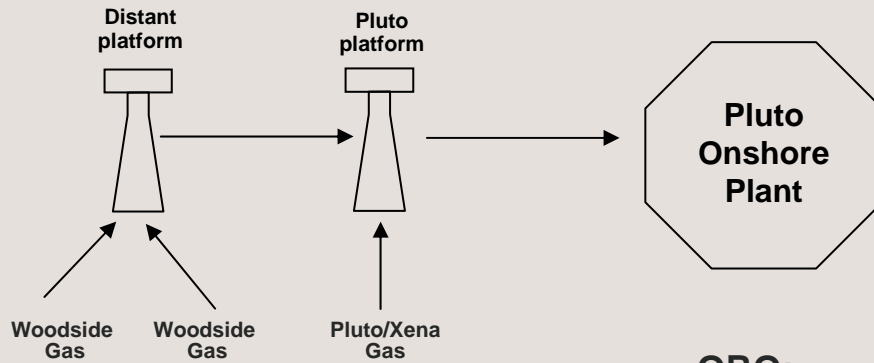 Distant
platform
Pluto
platform
Pluto
Onshore
Plant
Woodside
Gas
Woodside
Gas
Pluto/Xena
Gas